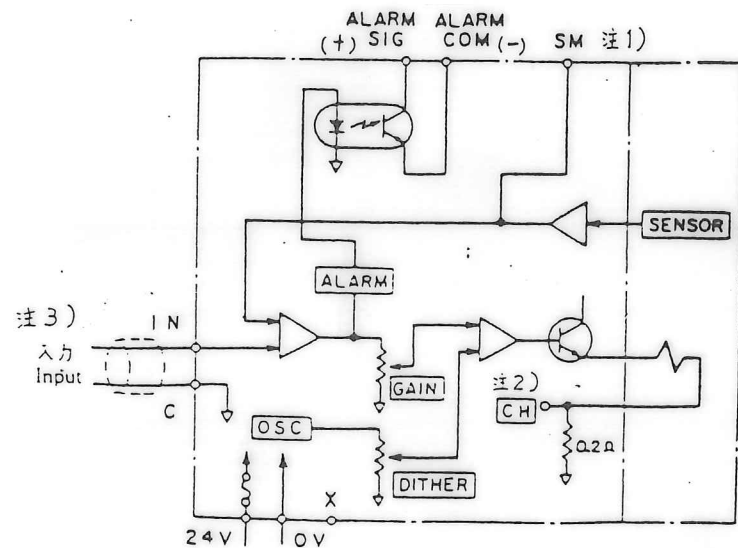 ALARM ALARM
(+) SIG COM (-) SM 注1)
SENSOR
ALARM
注3) IN
入力
Input
GAIN
注2)
CH
C
OSC
0.2Ω
DITHER
X
24V 0V